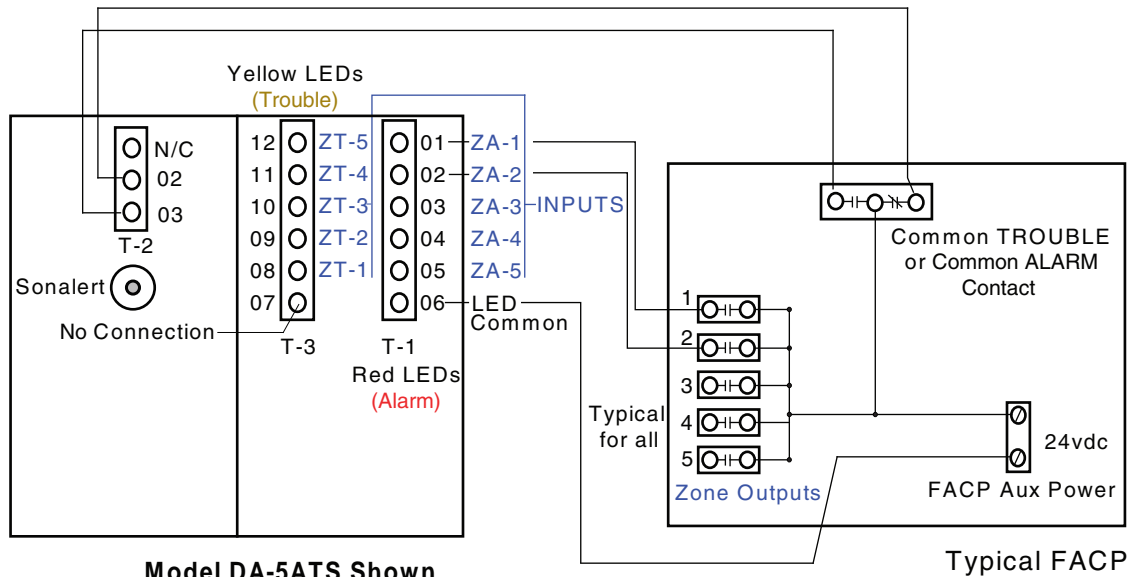 Yellow LEDs
(Trouble)
N/C
02
03
T-2
Sonalert
No Connection
12 ZT-5
11 ZT-4
10 ZT-3
09 ZT-2
08 ZT-1
07
T-3
01 ZA-1
02 ZA-2
03 ZA-3
04 ZA-4
05 ZA-5
06 LED
Common
INPUTS
T-1
Red LEDs
(Alarm)
Common TROUBLE
or Common ALARM
Contact
1
2
3
4
5
Typical
for all
Zone Outputs
24vdc
FACP Aux Power
Model DA-5ATS Shown
Typical FACP